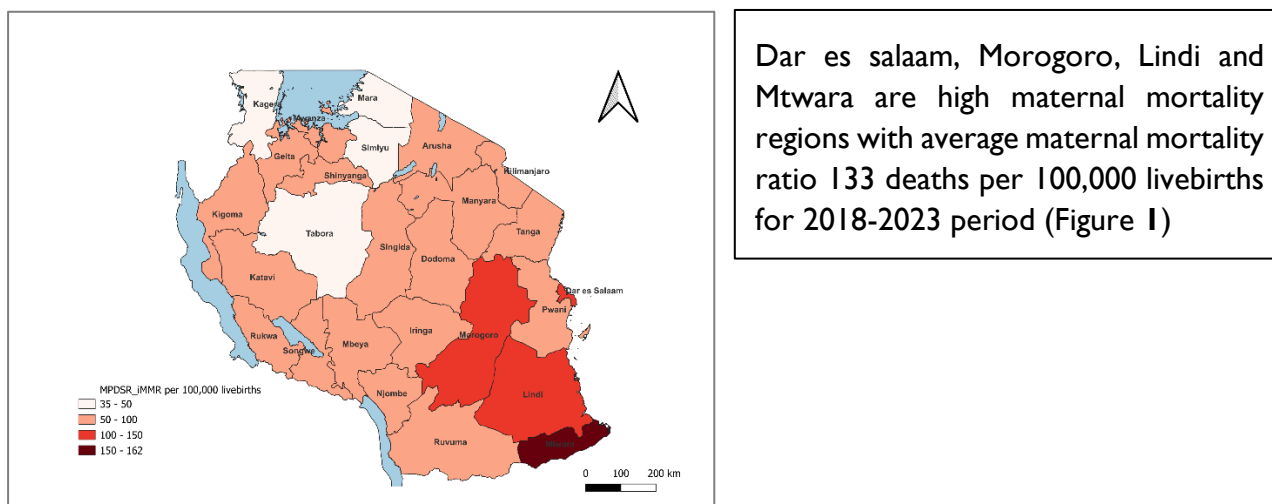 Kagera
Mara
Mwanza
Simiyu
Arusha
Geita
Kilimanjaro
Shinyanga
Manyara
Kigoma
Tanga
Tabora
Singida
Dodoma
Katavi
Dar es Salaam
Pwani
Iringa
Morogoro
Rukwa
Mbeya
Songwe
Njombe
Lindi
Ruvuma
Mtwara
MPDSR_iMMR per 100,000 livebirths
35 - 50
50 - 100
100 - 150
150 - 162
0 100 200 km
Dar es salaam, Morogoro, Lindi and
Mtwara are high maternal mortality
regions with average maternal mortality
ratio 133 deaths per 100,000 livebirths
for 2018-2023 period (Figure 1)